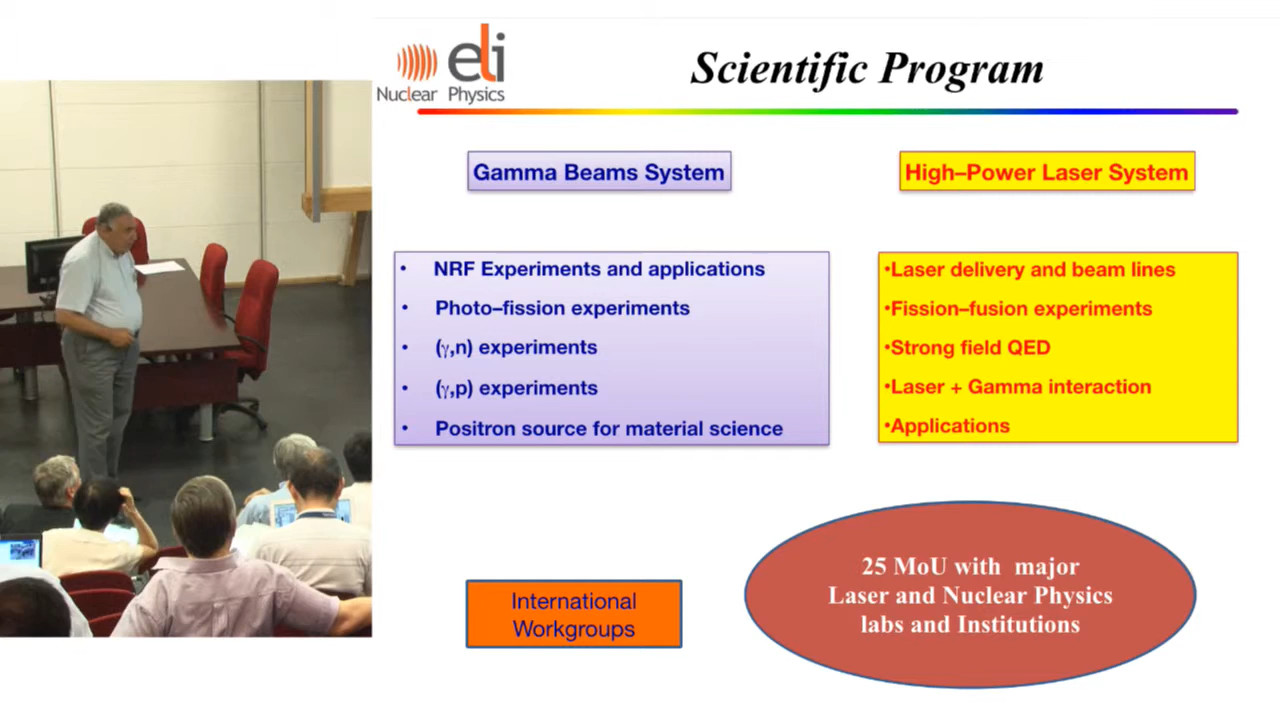 eli
Nuclear Physics
Scientific Program
Gamma Beams System
High–Power Laser System
• NRF Experiments and applications
• Photo–fission experiments
• (γ,n) experiments
• (γ,p) experiments
• Positron source for material science
•Laser delivery and beam lines
•Fission–fusion experiments
•Strong field QED
•Laser + Gamma interaction
•Applications
International
Workgroups
25 MoU with major
Laser and Nuclear Physics
labs and Institutions